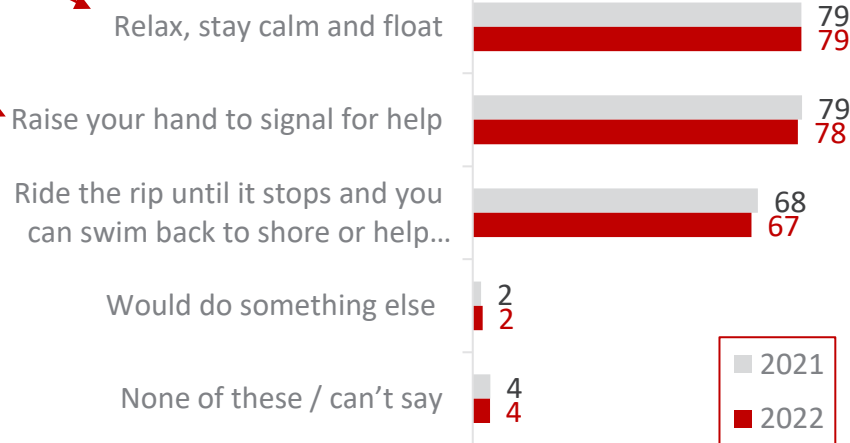 Relax, stay calm and float
79
79
Raise your hand to signal for help
79
78
Ride the rip until it stops and you
can swim back to shore or help…
68
67
Would do something else
2
2
None of these / can’t say
4
4
2021
2022